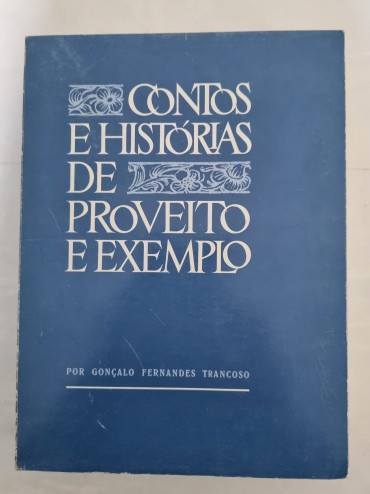 CONTOS
E HISTÓRIAS
DE
PROVEITO
E EXEMPLO
POR GONÇALO FERNANDES TRANCOSO